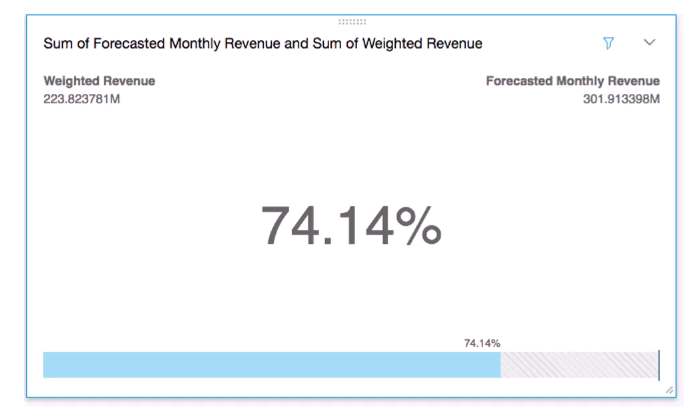 Sum of Forecasted Monthly Revenue and Sum of Weighted Revenue
Weighted Revenue
223.823781M
Forecasted Monthly Revenue
301.913398M
74.14%
74.14%